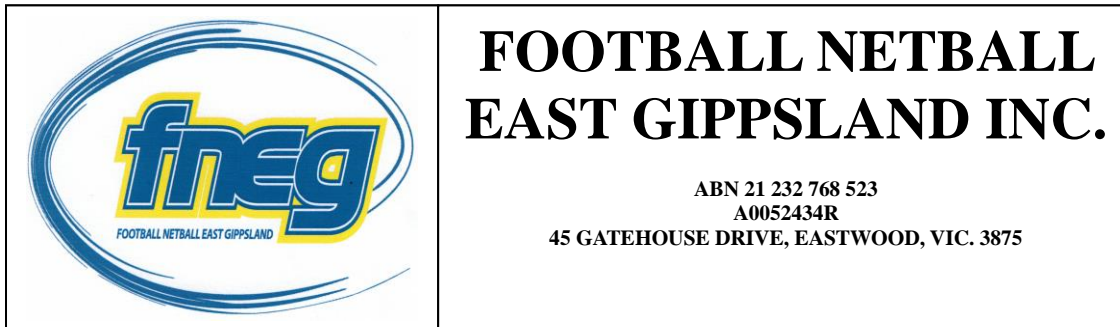 fneg
FOOTBALL NETBALL EAST GIPPSLAND
FOOTBALL NETBALL
EAST GIPPSLAND INC.
ABN 21 232 768 523
A0052434R
45 GATEHOUSE DRIVE, EASTWOOD, VIC. 3875